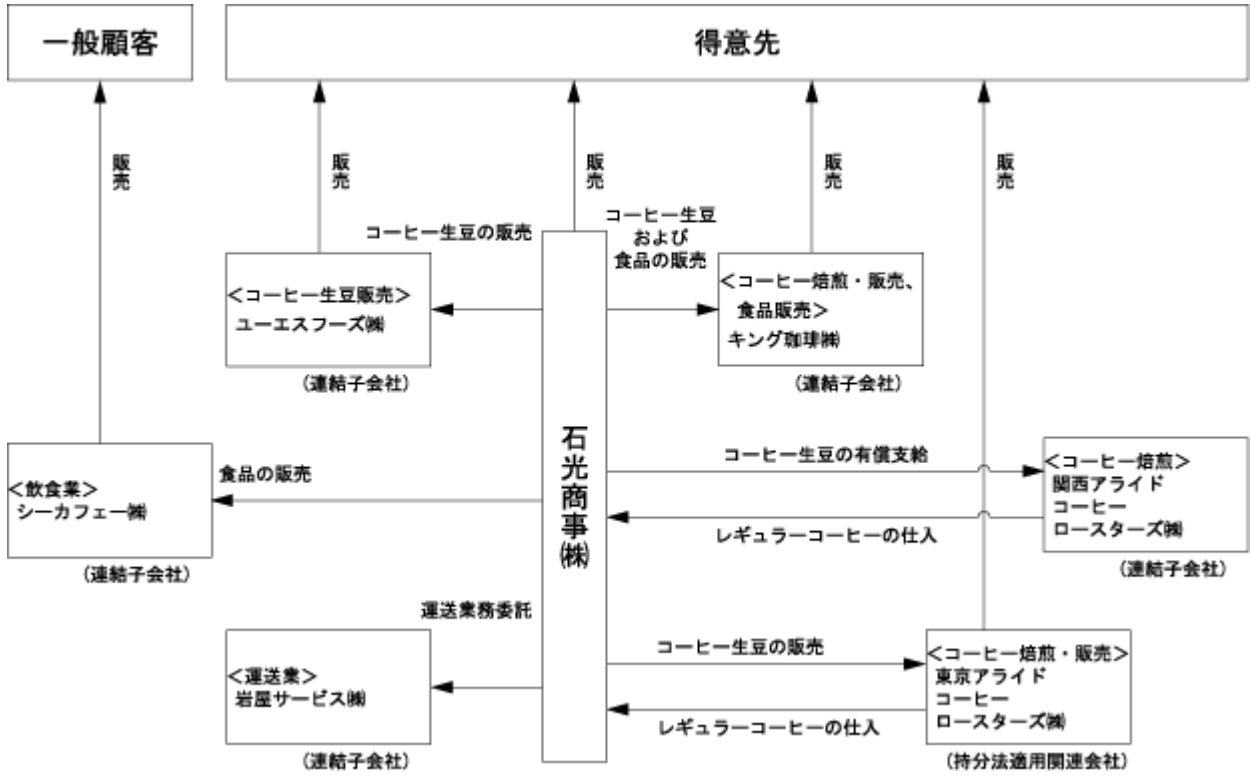 一般顧客
得意先
販売
販売
販売
販売
コーヒー生豆の販売
コーヒー生豆
および
食品の販売
<コーヒー生豆販売>
ユーエスフーズ㈱
(連結子会社)
<コーヒー焙煎・販売、
食品販売>
キング珈琲㈱
(連結子会社)
石光商事㈱
食品の販売
<飲食業>
シーカフェー㈱
(連結子会社)
コーヒー生豆の有償支給
レギュラーコーヒーの仕入
<コーヒー焙煎>
関西アライド
コーヒー
ロースターズ㈱
(連結子会社)
運送業務委託
<運送業>
岩屋サービス㈱
(連結子会社)
コーヒー生豆の販売
レギュラーコーヒーの仕入
<コーヒー焙煎・販売>
東京アライド
コーヒー
ロースターズ㈱
(持分法適用関連会社)